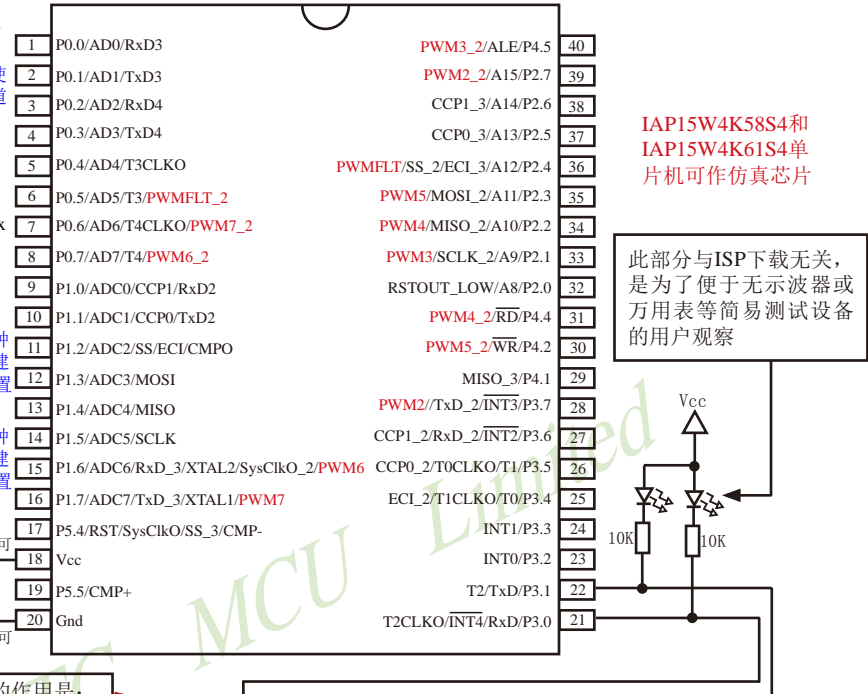 1 P0.0/AD0/RxD3
2 P0.1/AD1/TxD3
3 P0.2/AD2/RxD4
4 P0.3/AD3/TxD4
5 P0.4/AD4/T3CLKO
6 P0.5/AD5/T3/PWMFLT_2
7 P0.6/AD6/T4CLKO/PWM7_2
8 P0.7/AD7/T4/PWM6_2
9 P1.0/ADC0/CCP1/RxD2
10 P1.1/ADC1/CCP0/TxD2
11 P1.2/ADC2/SS/ECI/CMPO
12 P1.3/ADC3/MOSI
13 P1.4/ADC4/MISO
14 P1.5/ADC5/SCLK
15 P1.6/ADC6/RxD_3/XTAL2/SysClkO_2/PWM6
16 P1.7/ADC7/TxD_3/XTAL1/PWM7
17 P5.4/RST/SysClkO/SS_3/CMP-
18 Vcc
19 P5.5/CMP+
20 Gnd
PWM3_2/ALE/P4.5 40
PWM2_2/A15/P2.7 39
CCP1_3/A14/P2.6 38
CCP0_3/A13/P2.5 37
PWMFLT/SS_2/ECI_3/A12/P2.4 36
PWM5/MOSI_2/A11/P2.3 35
PWM4/MISO_2/A10/P2.2 34
PWM3/SCLK_2/A9/P2.1 33
RSTOUT_LOW/A8/P2.0 32
PWM4_2/RD/P4.4 31
PWM5_2/WR/P4.2 30
MISO_3/P4.1 29
PWM2//TxD_2/INT3/P3.7 28
CCP1_2/RxD_2/INT2/P3.6 27
CCP0_2/T0CLKO/T1/P3.5 26
ECI_2/T1CLKO/T0/P3.4 25
INT1/P3.3 24
INT0/P3.2 23
T2/TxD/P3.1 22
T2CLKO/INT4/RxD/P3.0 21
IAP15W4K58S4和
IAP15W4K61S4单
片机可作仿真芯片
此部分与ISP下载无关，
是为了便于无示波器或
万用表等简易测试设备
的用户观察
Vcc
10K
10K
MCU Limited
道
x
钟
建
置
钟
建
置
可
可
的作用是，